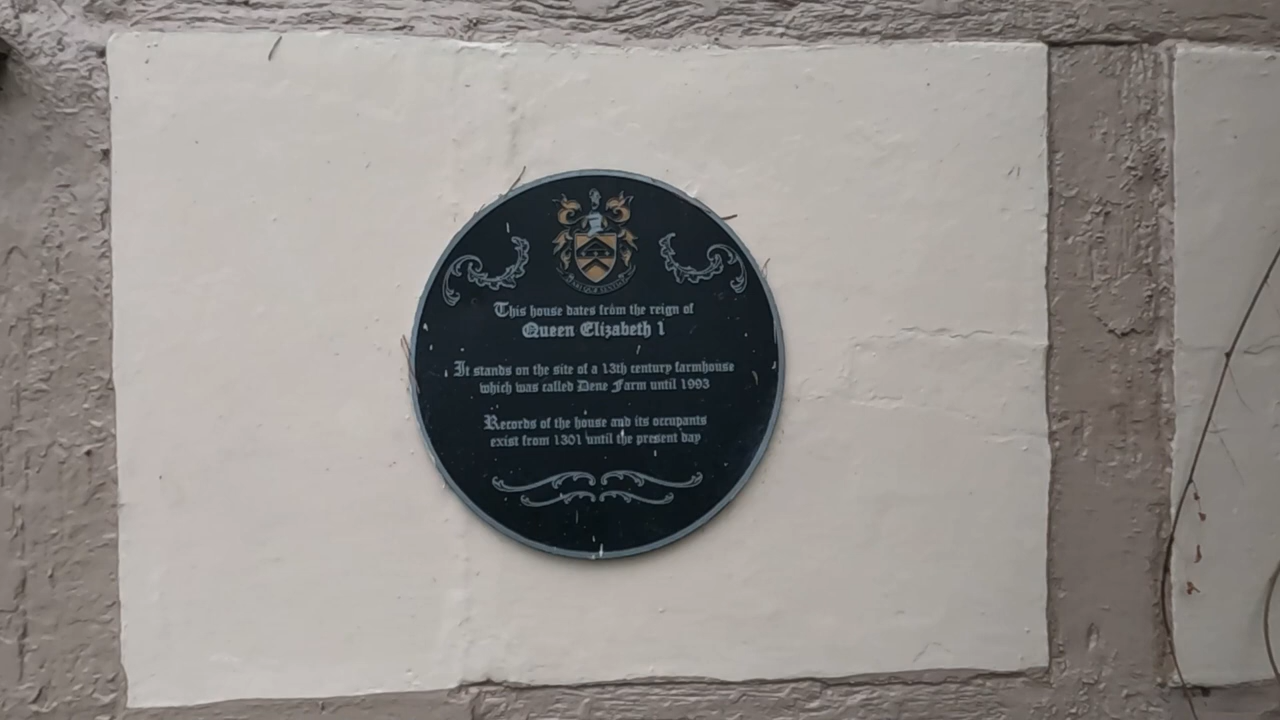 This house dates from the reign of
Queen Elizabeth 1
It stands on the site of a 13th century farmhouse
which was called Dene Farm until 1993
Records of the house and its occupants
exist from 1301 until the present day